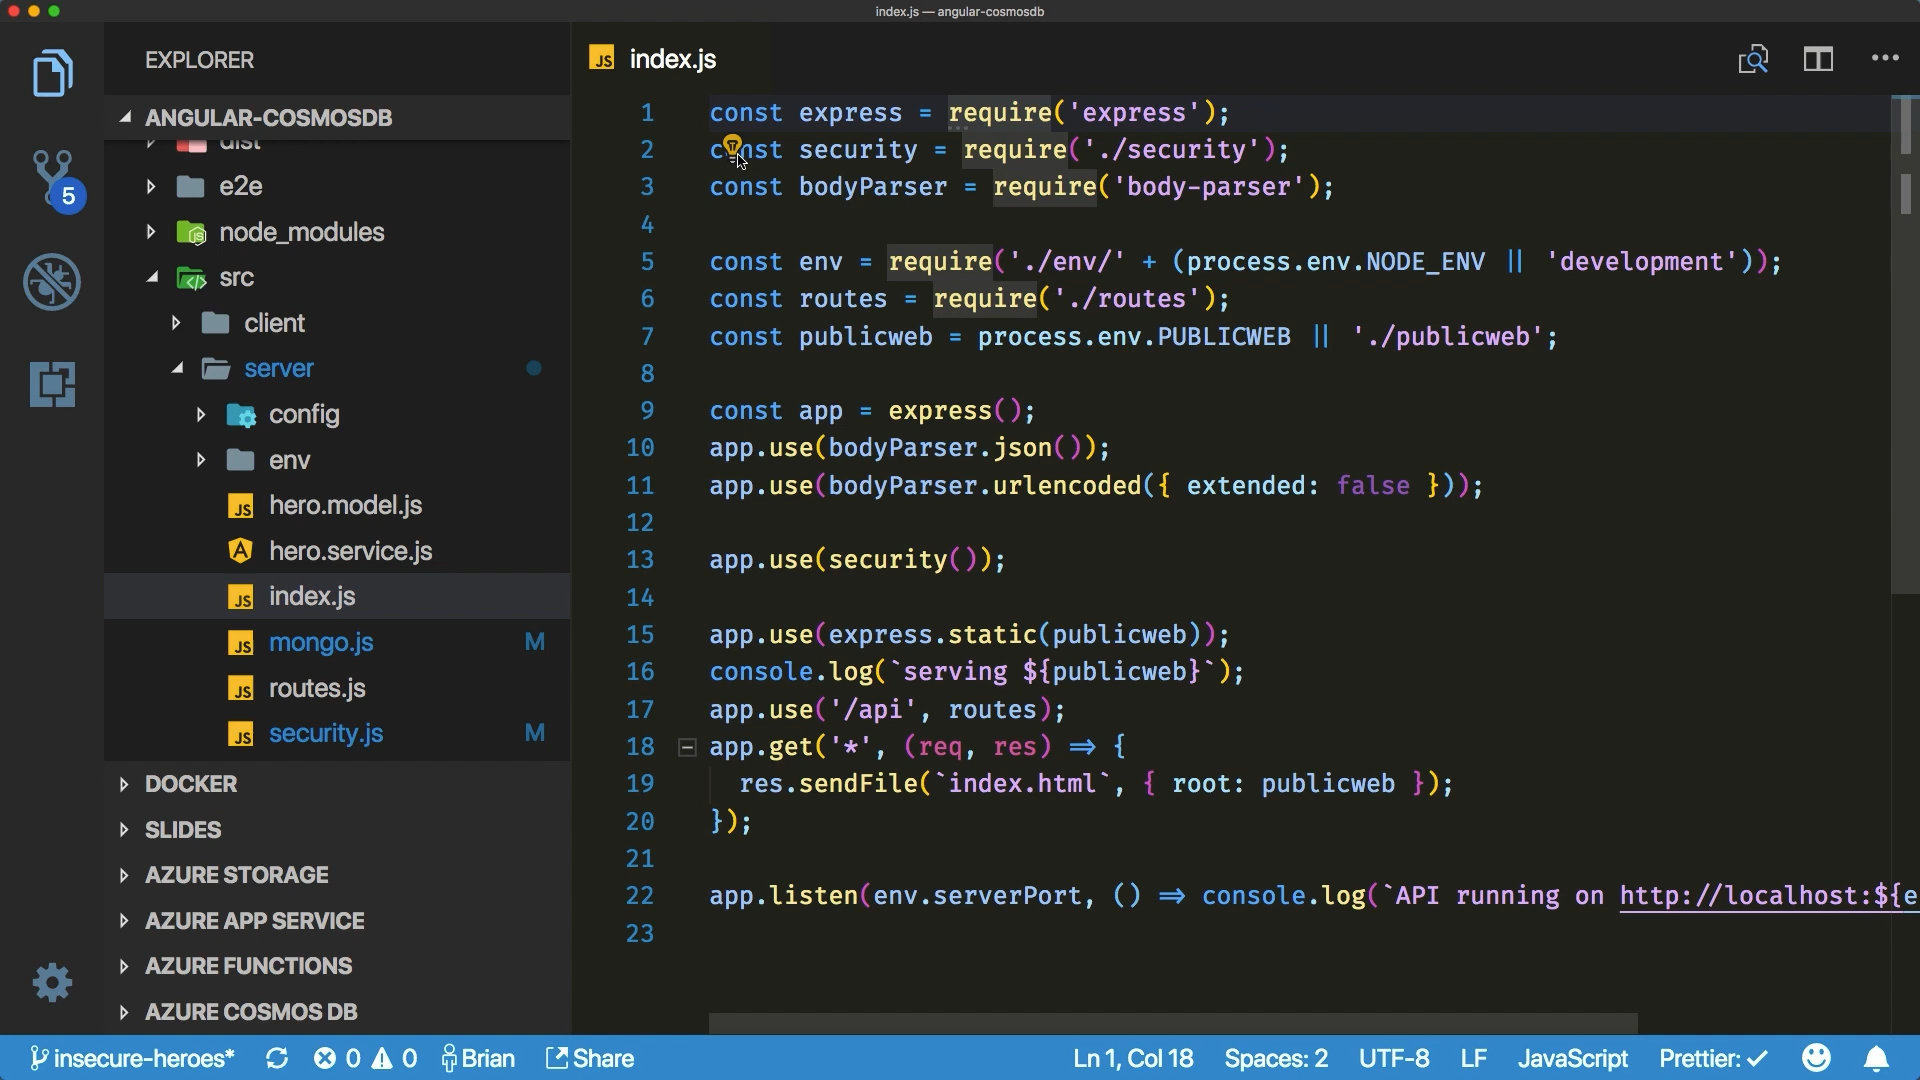 index.js — angular-cosmosdb
EXPLORER
ANGULAR-COSMOSDB
dist
e2e
node_modules
src
client
server
config
env
hero.model.js
hero.service.js
index.js
mongo.js M
routes.js
security.js M
DOCKER
SLIDES
AZURE STORAGE
AZURE APP SERVICE
AZURE FUNCTIONS
AZURE COSMOS DB
5
JS index.js
1 const express = require('express');
2 const security = require('./security');
3 const bodyParser = require('body-parser');
4
5 const env = require('./env/' + (process.env.NODE_ENV || 'development'));
6 const routes = require('./routes');
7 const publicweb = process.env.PUBLICWEB || './publicweb';
8
9 const app = express();
10 app.use(bodyParser.json());
11 app.use(bodyParser.urlencoded({ extended: false }));
12
13 app.use(security());
14
15 app.use(express.static(publicweb));
16 console.log(`serving ${publicweb}`);
17 app.use('/api', routes);
18 app.get('*', (req, res) => {
19 res.sendFile(`index.html`, { root: publicweb });
20 });
21
22 app.listen(env.serverPort, () => console.log(`API running on http://localhost:${e
23
insecure-heroes* 0 0 Brian Share Ln 1, Col 18 Spaces: 2 UTF-8 LF JavaScript Prettier: ✓